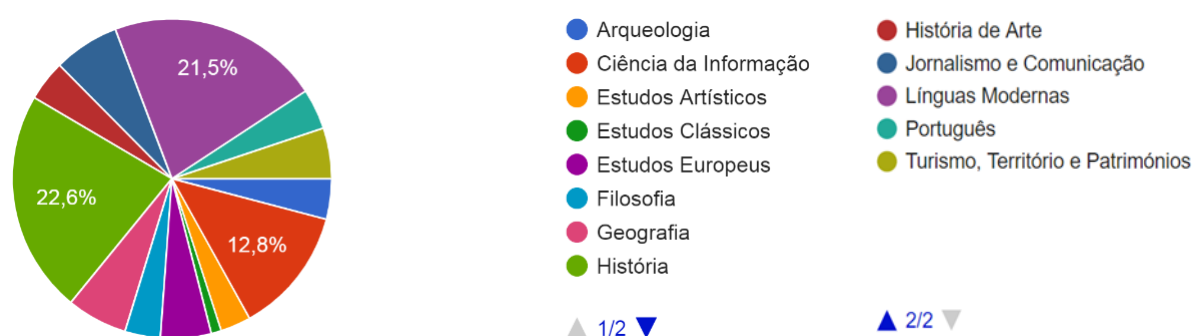 21,5%
22,6%
12,8%
Arqueologia
Ciência da Informação
Estudos Artísticos
Estudos Clássicos
Estudos Europeus
Filosofia
Geografia
História
1/2
História de Arte
Jornalismo e Comunicação
Línguas Modernas
Português
Turismo, Território e Patrimónios
2/2